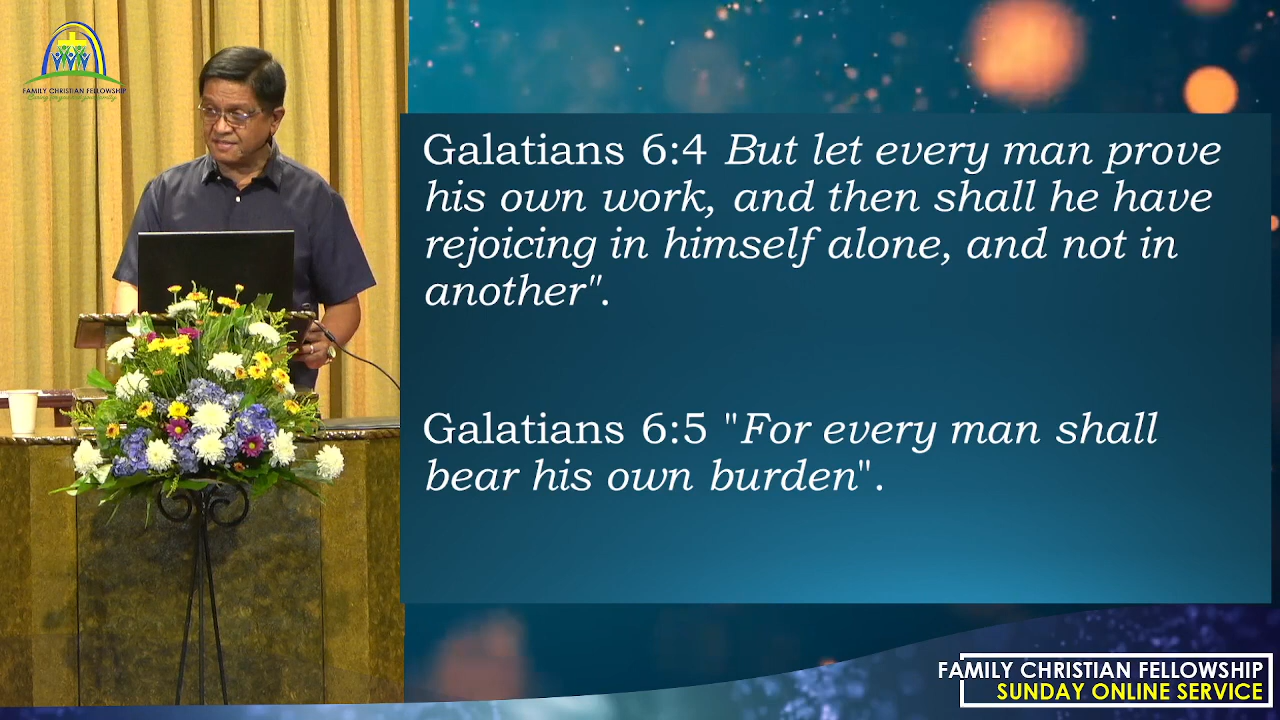 FAMILY CHRISTIAN FELLOWSHIP
Galatians 6:4 But let every man prove
his own work, and then shall he have
rejoicing in himself alone, and not in
another".
Galatians 6:5 "For every man shall
bear his own burden".
FAMILY CHRISTIAN FELLOWSHIP
SUNDAY ONLINE SERVICE